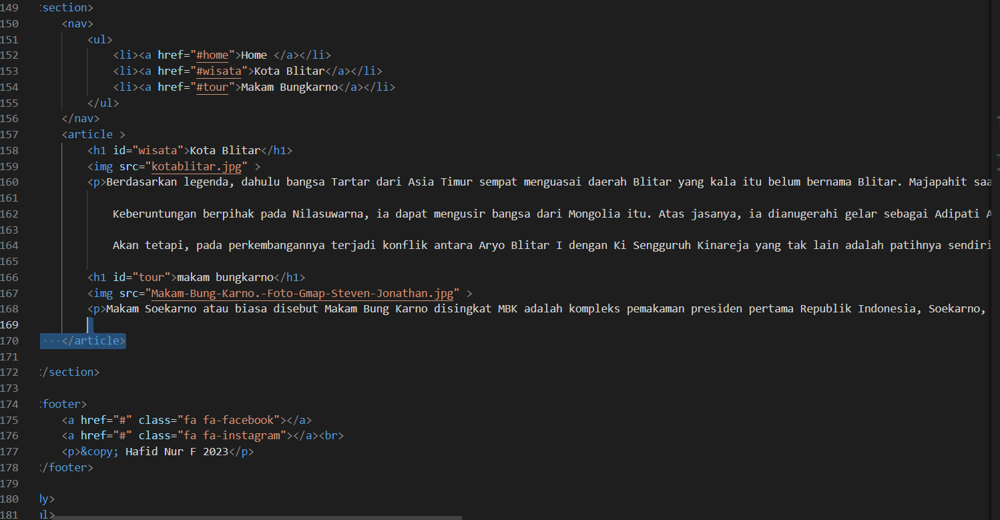 149 <section>
150 <nav>
151 <ul>
152 <li><a href="#home">Home </a></li>
153 <li><a href="#wisata">Kota Blitar</a></li>
154 <li><a href="#tour">Makam Bungkarno</a></li>
155 </ul>
156 </nav>
157 <article >
158 <h1 id="wisata">Kota Blitar</h1>
159 <img src="kotablitar.jpg" >
160 <p>Berdasarkan legenda, dahulu bangsa Tartar dari Asia Timur sempat menguasai daerah Blitar yang kala itu belum bernama Blitar. Majapahit saa
161
162 Keberuntungan berpihak pada Nilasuwarna, ia dapat mengusir bangsa dari Mongolia itu. Atas jasanya, ia dianugerahi gelar sebagai Adipati A
163
164 Akan tetapi, pada perkembangannya terjadi konflik antara Aryo Blitar I dengan Ki Sengguruh Kinareja yang tak lain adalah patihnya sendiri
165
166 <h1 id="tour">makam bungkarno</h1>
167 <img src="Makam-Bung-Karno.-Foto-Gmap-Steven-Jonathan.jpg" >
168 <p>Makam Soekarno atau biasa disebut Makam Bung Karno disingkat MBK adalah kompleks pemakaman presiden pertama Republik Indonesia, Soekarno,
169
170 ···</article>
171
172 </section>
173
174 <footer>
175 <a href="#" class="fa fa-facebook"></a>
176 <a href="#" class="fa fa-instagram"></a><br>
177 <p>&copy; Hafid Nur F 2023</p>
178 </footer>
179
180 dy>
181 ml>